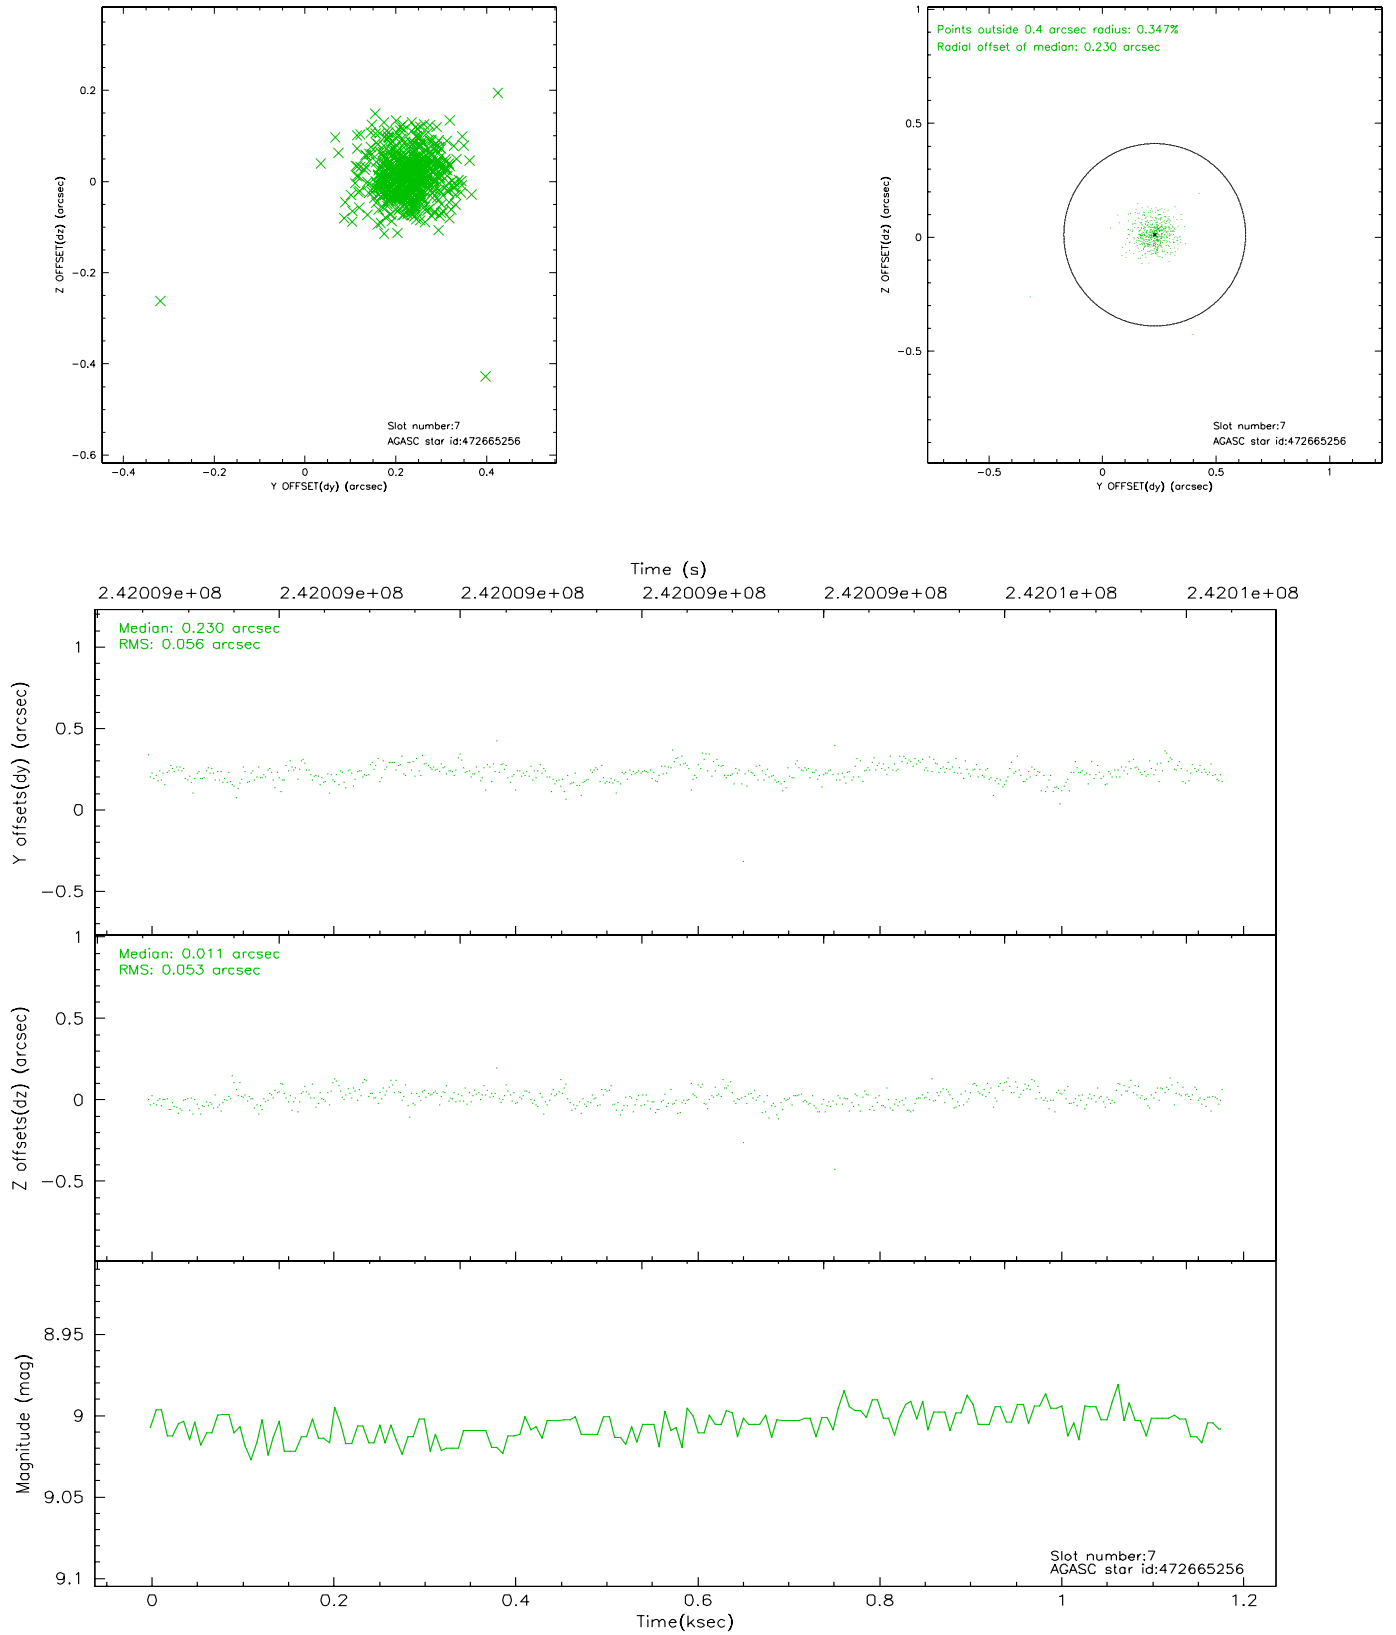 0.2
0
-0.2
-0.4
-0.6
-0.4
-0.2
0
0.2
0.4
Z OFFSET(dz) (arcsec)
Y OFFSET(dy) (arcsec)
Slot number:7
AGASC star id:472665256
Points outside 0.4 arcsec radius: 0.347%
Radial offset of median: 0.230 arcsec
1
0.5
0
-0.5
-0.5
0
0.5
1
Z OFFSET(dz) (arcsec)
Y OFFSET(dy) (arcsec)
Slot number:7
AGASC star id:472665256
Time (s)
2.42009e+08 2.42009e+08 2.42009e+08 2.42009e+08 2.42009e+08 2.4201e+08 2.4201e+08
Median: 0.230 arcsec
RMS: 0.056 arcsec
1
0.5
0
-0.5
Y offsets(dy) (arcsec)
Median: 0.011 arcsec
RMS: 0.053 arcsec
1
0.5
0
-0.5
Z offsets(dz) (arcsec)
8.95
9
9.05
9.1
Magnitude (mag)
Slot number:7
AGASC star id:472665256
0 0.2 0.4 0.6 0.8 1 1.2
Time(ksec)